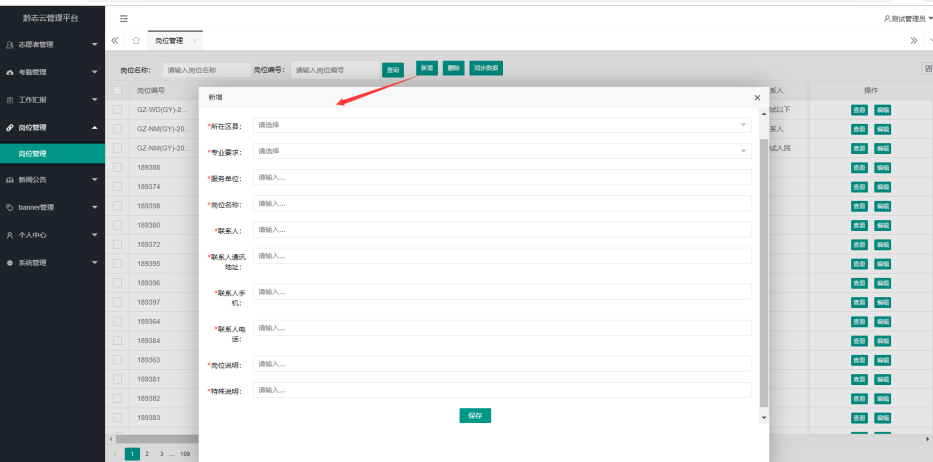 黔志云管理平台
测试管理员
志愿者管理
考勤管理
工作汇报
岗位管理
岗位管理
新闻公告
banner管理
个人中心
系统管理
岗位管理
岗位名称： 请输入岗位名称 岗位编号： 请输入岗位编号 查询 新增 删除 同步数据
岗位编号 系人 操作
GZ-WD(GY)-2... 试以下 查看 编辑
GZ-NM(GY)-20... 系人 查看 编辑
GZ-NM(GY)-20... 试人民 查看 编辑
189388 查看 编辑
189374 查看 编辑
189398 查看 编辑
189380 查看 编辑
189372 查看 编辑
189395 查看 编辑
189396 查看 编辑
189397 查看 编辑
189364 查看 编辑
189384 查看 编辑
189363 查看 编辑
189381 查看 编辑
189382 查看 编辑
189383 查看 编辑
新增
*所在区县： 请选择
*专业要求： 请选择
*服务单位： 请输入...
*岗位名称： 请输入...
*联系人： 请输入...
*联系人通讯
地址： 请输入...
*联系人手
机： 请输入...
*联系人电
话： 请输入...
*岗位说明： 请输入...
*特殊说明： 请输入...
保存
1 2 3 ... 109